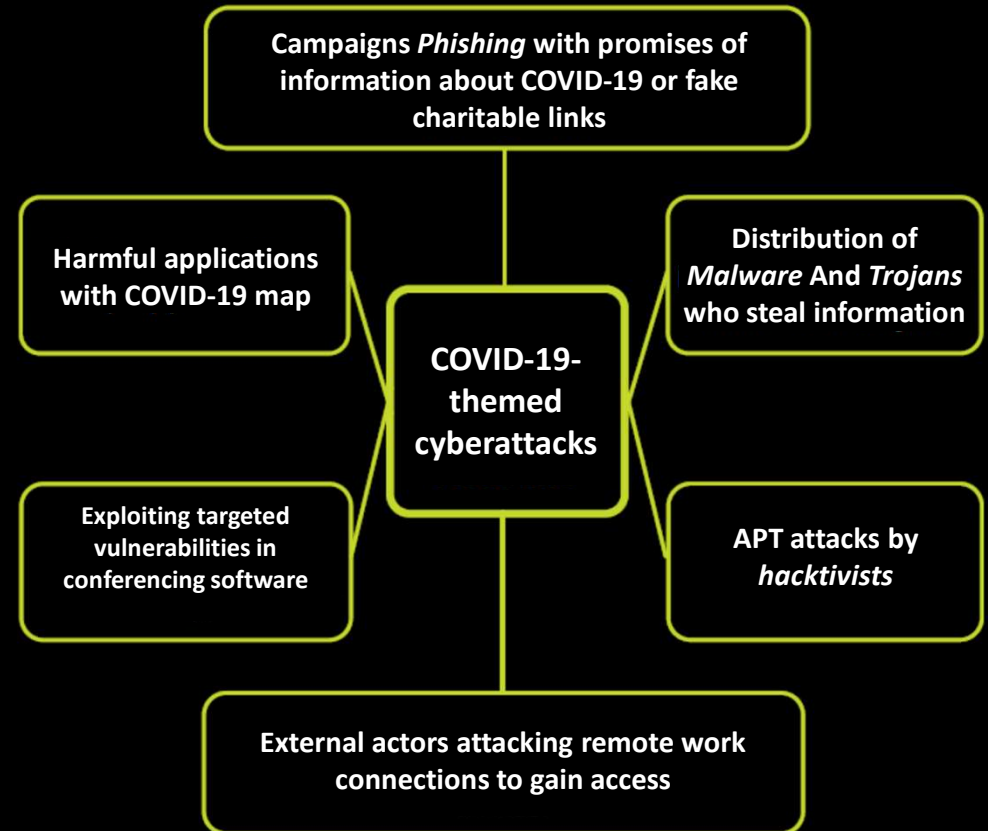 Campaigns Phishing with promises of
information about COVID-19 or fake
charitable links
Harmful applications
with COVID-19 map
Distribution of
Malware And Trojans
who steal information
COVID-19-
themed
cyberattacks
Exploiting targeted
vulnerabilities in
conferencing software
APT attacks by
hacktivists
External actors attacking remote work
connections to gain access